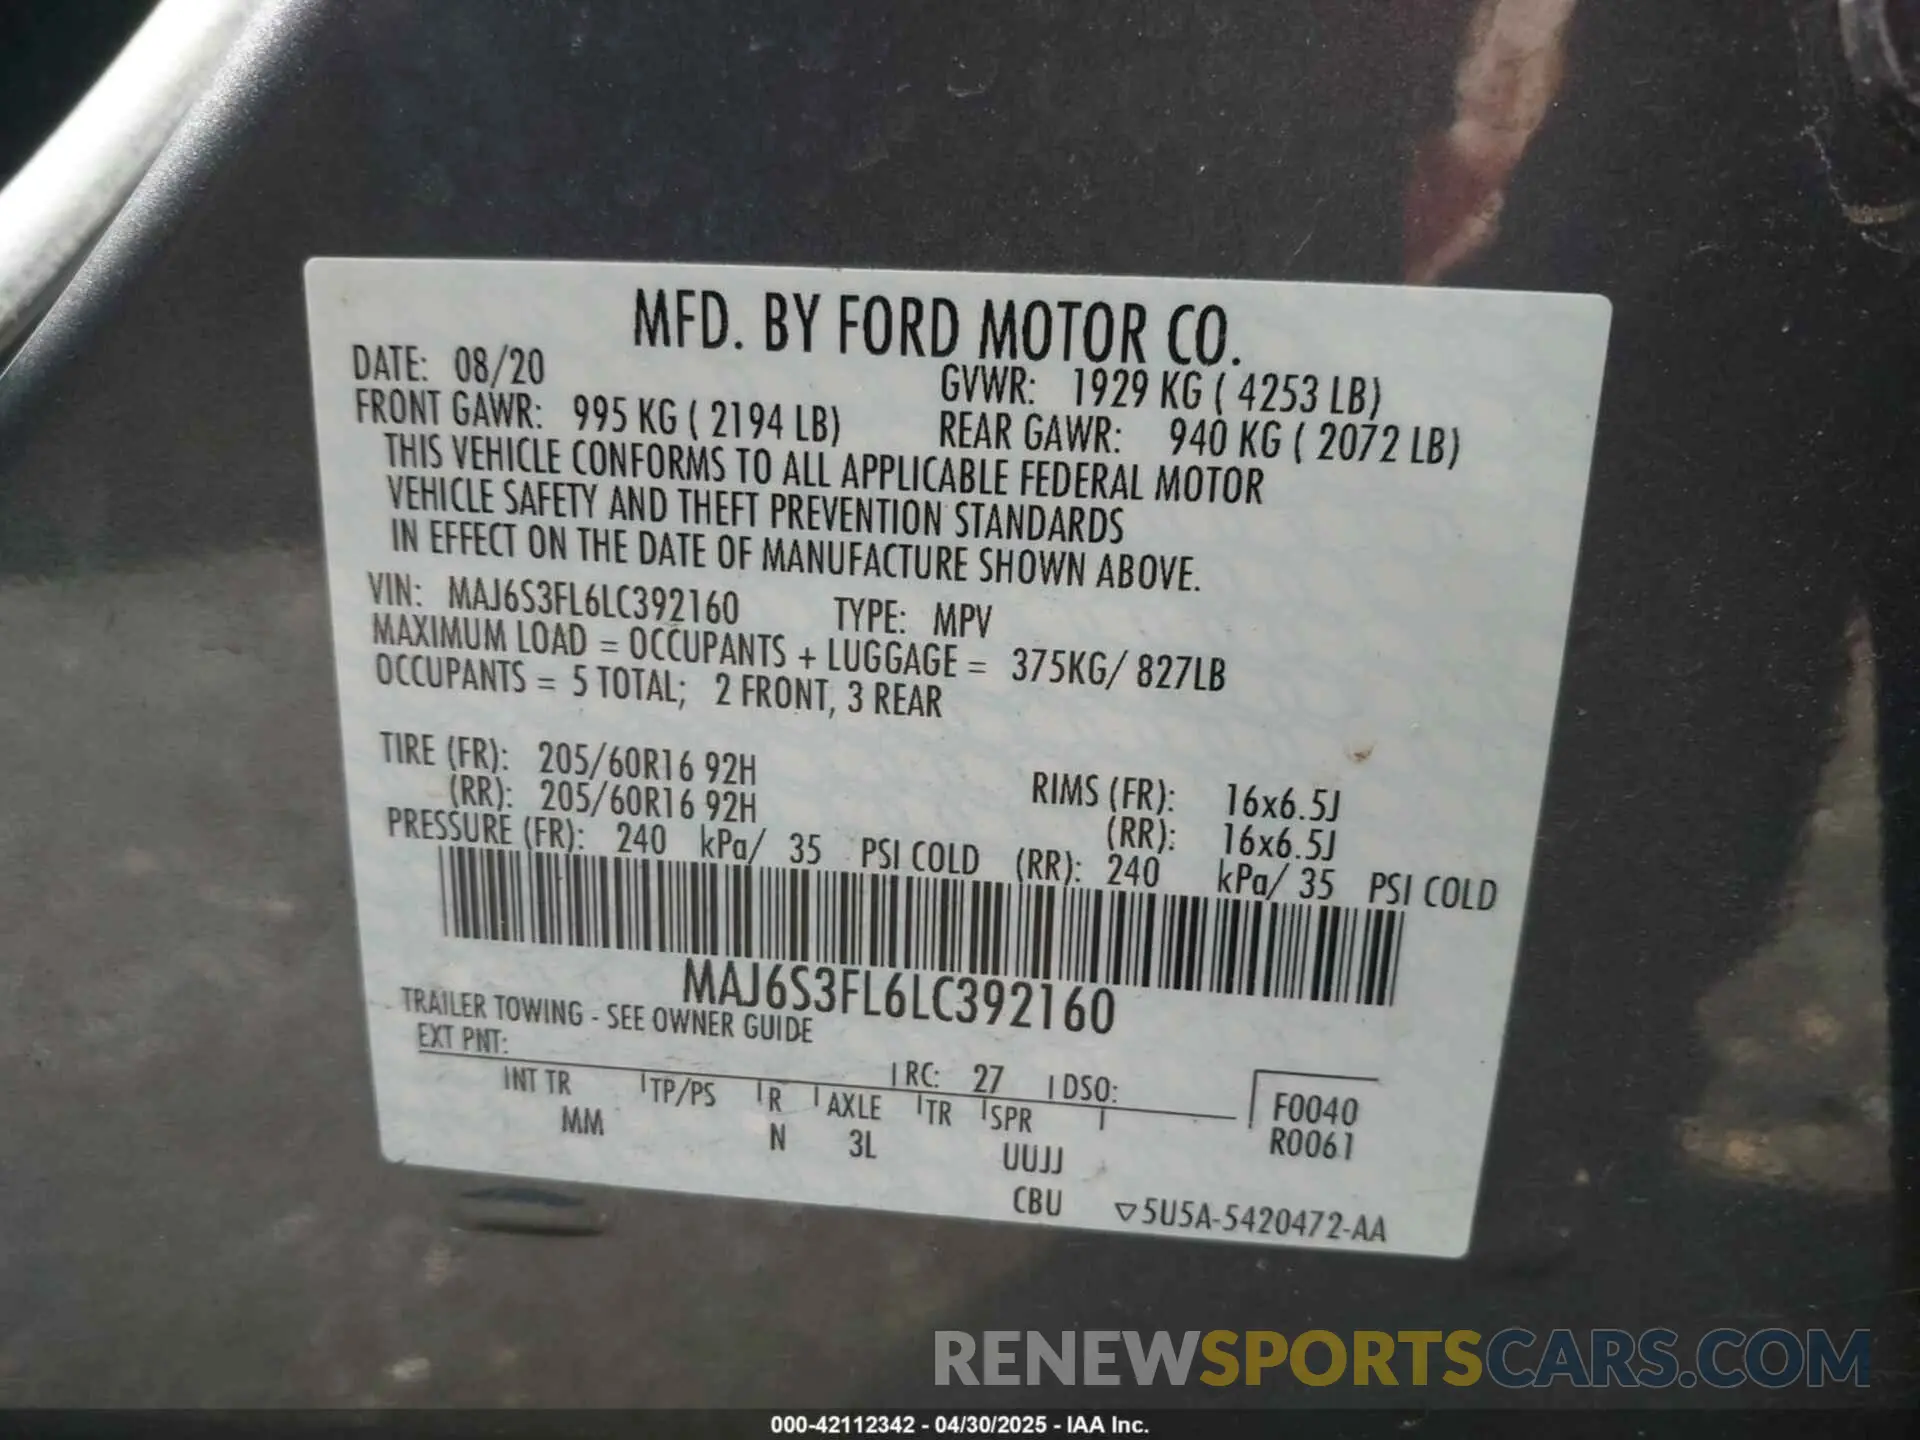 MFD. BY FORD MOTOR CO.
DATE: 08/20 GVWR: 1929 KG ( 4253 LB)
FRONT GAWR: 995 KG ( 2194 LB) REAR GAWR: 940 KG ( 2072 LB)
THIS VEHICLE CONFORMS TO ALL APPLICABLE FEDERAL MOTOR
VEHICLE SAFETY AND THEFT PREVENTION STANDARDS
IN EFFECT ON THE DATE OF MANUFACTURE SHOWN ABOVE.
VIN: MAJ6S3FL6LC392160 TYPE: MPV
MAXIMUM LOAD = OCCUPANTS + LUGGAGE = 375KG/ 827LB
OCCUPANTS = 5 TOTAL; 2 FRONT, 3 REAR
TIRE (FR): 205/60R16 92H RIMS (FR): 16x6.5J
(RR): 205/60R16 92H (RR): 16x6.5J
PRESSURE (FR): 240 kPa/ 35 PSI COLD (RR): 240 kPa/ 35 PSI COLD
MAJ6S3FL6LC392160
TRAILER TOWING - SEE OWNER GUIDE
EXT PNT: RC: 27 DSO:
INT TR TP/PS R AXLE TR SPR F0040
MM N 3L UUJJ R0061
CBU ▽5U5A-5420472-AA
RENEWSPORTSCARS.COM
000-42112342 - 04/30/2025 - IAA Inc.